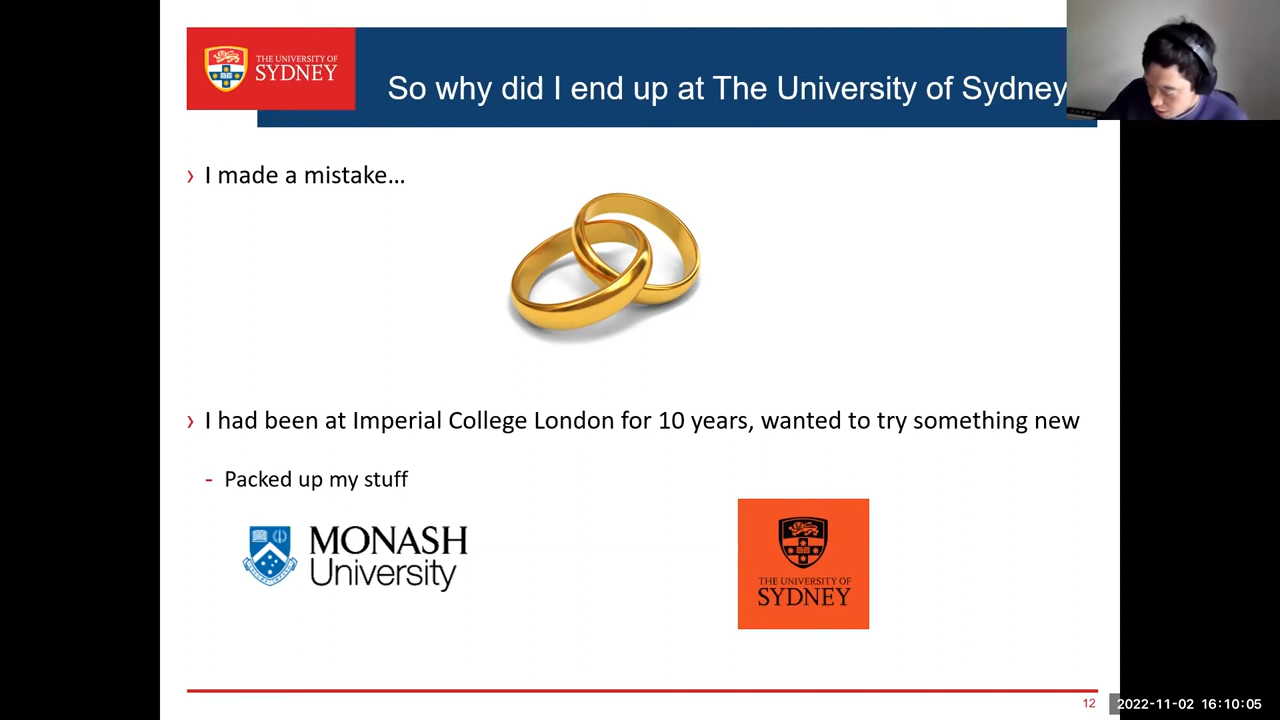 THE UNIVERSITY OF
SYDNEY
So why did I end up at The University of Sydney
› I made a mistake…
› I had been at Imperial College London for 10 years, wanted to try something new
- Packed up my stuff
MONASH
University
THE UNIVERSITY OF
SYDNEY
12
2022-11-02 16:10:05